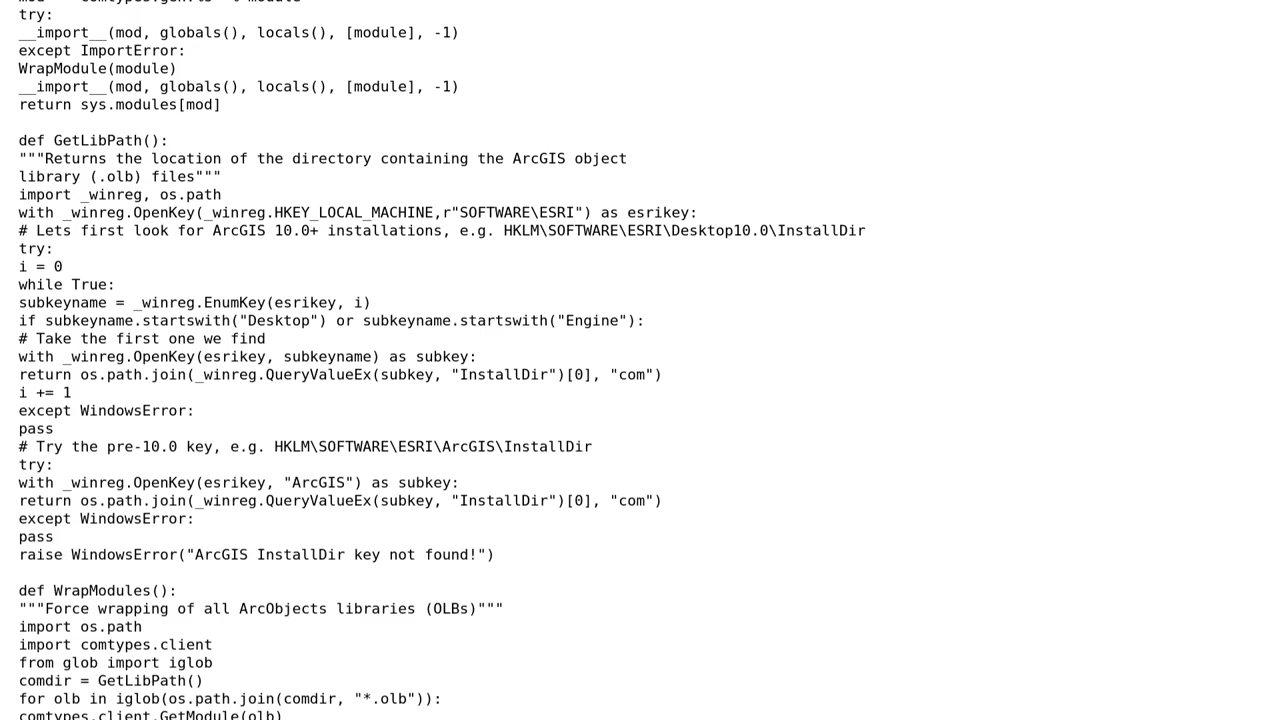 try:
__import__(mod, globals(), locals(), [module], -1)
except ImportError:
WrapModule(module)
__import__(mod, globals(), locals(), [module], -1)
return sys.modules[mod]

def GetLibPath():
"""Returns the location of the directory containing the ArcGIS object
library (.olb) files"""
import _winreg, os.path
with _winreg.OpenKey(_winreg.HKEY_LOCAL_MACHINE,r"SOFTWARE\ESRI") as esrikey:
# Lets first look for ArcGIS 10.0+ installations, e.g. HKLM\SOFTWARE\ESRI\Desktop10.0\InstallDir
try:
i = 0
while True:
subkeyname = _winreg.EnumKey(esrikey, i)
if subkeyname.startswith("Desktop") or subkeyname.startswith("Engine"):
# Take the first one we find
with _winreg.OpenKey(esrikey, subkeyname) as subkey:
return os.path.join(_winreg.QueryValueEx(subkey, "InstallDir")[0], "com")
i += 1
except WindowsError:
pass
# Try the pre-10.0 key, e.g. HKLM\SOFTWARE\ESRI\ArcGIS\InstallDir
try:
with _winreg.OpenKey(esrikey, "ArcGIS") as subkey:
return os.path.join(_winreg.QueryValueEx(subkey, "InstallDir")[0], "com")
except WindowsError:
pass
raise WindowsError("ArcGIS InstallDir key not found!")

def WrapModules():
"""Force wrapping of all ArcObjects libraries (OLBs)"""
import os.path
import comtypes.client
from glob import iglob
comdir = GetLibPath()
for olb in iglob(os.path.join(comdir, "*.olb")):
comtypes.client.GetModule(olb)